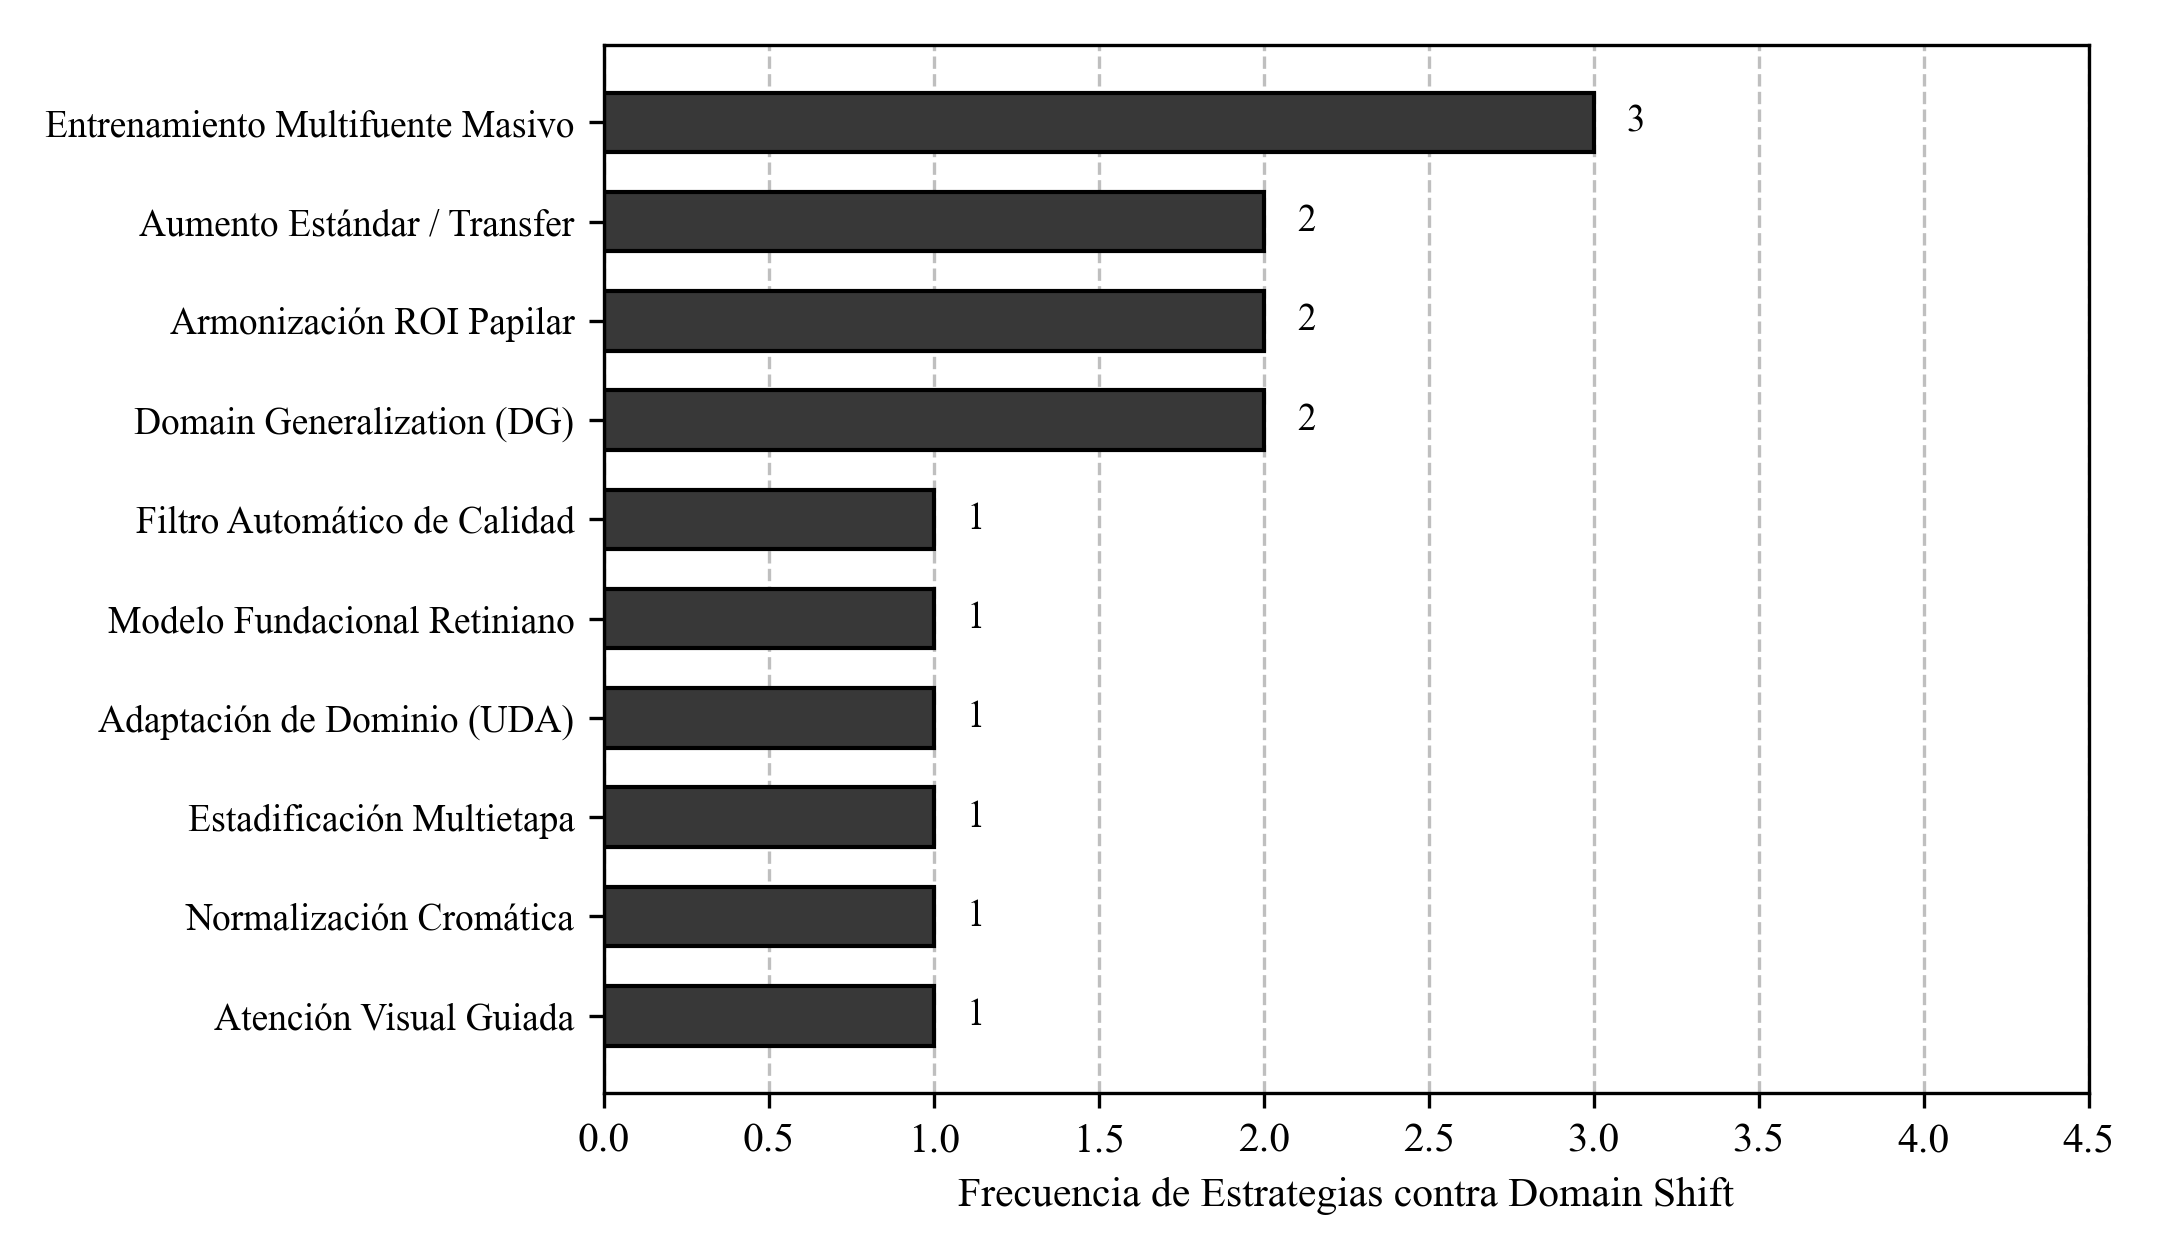 Entrenamiento Multifuente Masivo 3
Aumento Estándar / Transfer 2
Armonización ROI Papilar 2
Domain Generalization (DG) 2
Filtro Automático de Calidad 1
Modelo Fundacional Retiniano 1
Adaptación de Dominio (UDA) 1
Estadificación Multietapa 1
Normalización Cromática 1
Atención Visual Guiada 1
0.0 0.5 1.0 1.5 2.0 2.5 3.0 3.5 4.0 4.5
Frecuencia de Estrategias contra Domain Shift